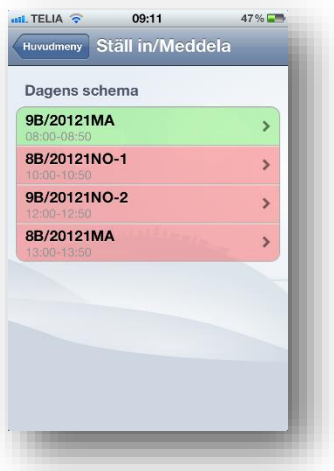 TELIA 09:11 47 %
Huvudmeny Ställ in/Meddela
Dagens schema
9B/20121MA
08:00-08:50
8B/20121NO-1
10:00-10:50
9B/20121NO-2
12:00-12:50
8B/20121MA
13:00-13:50